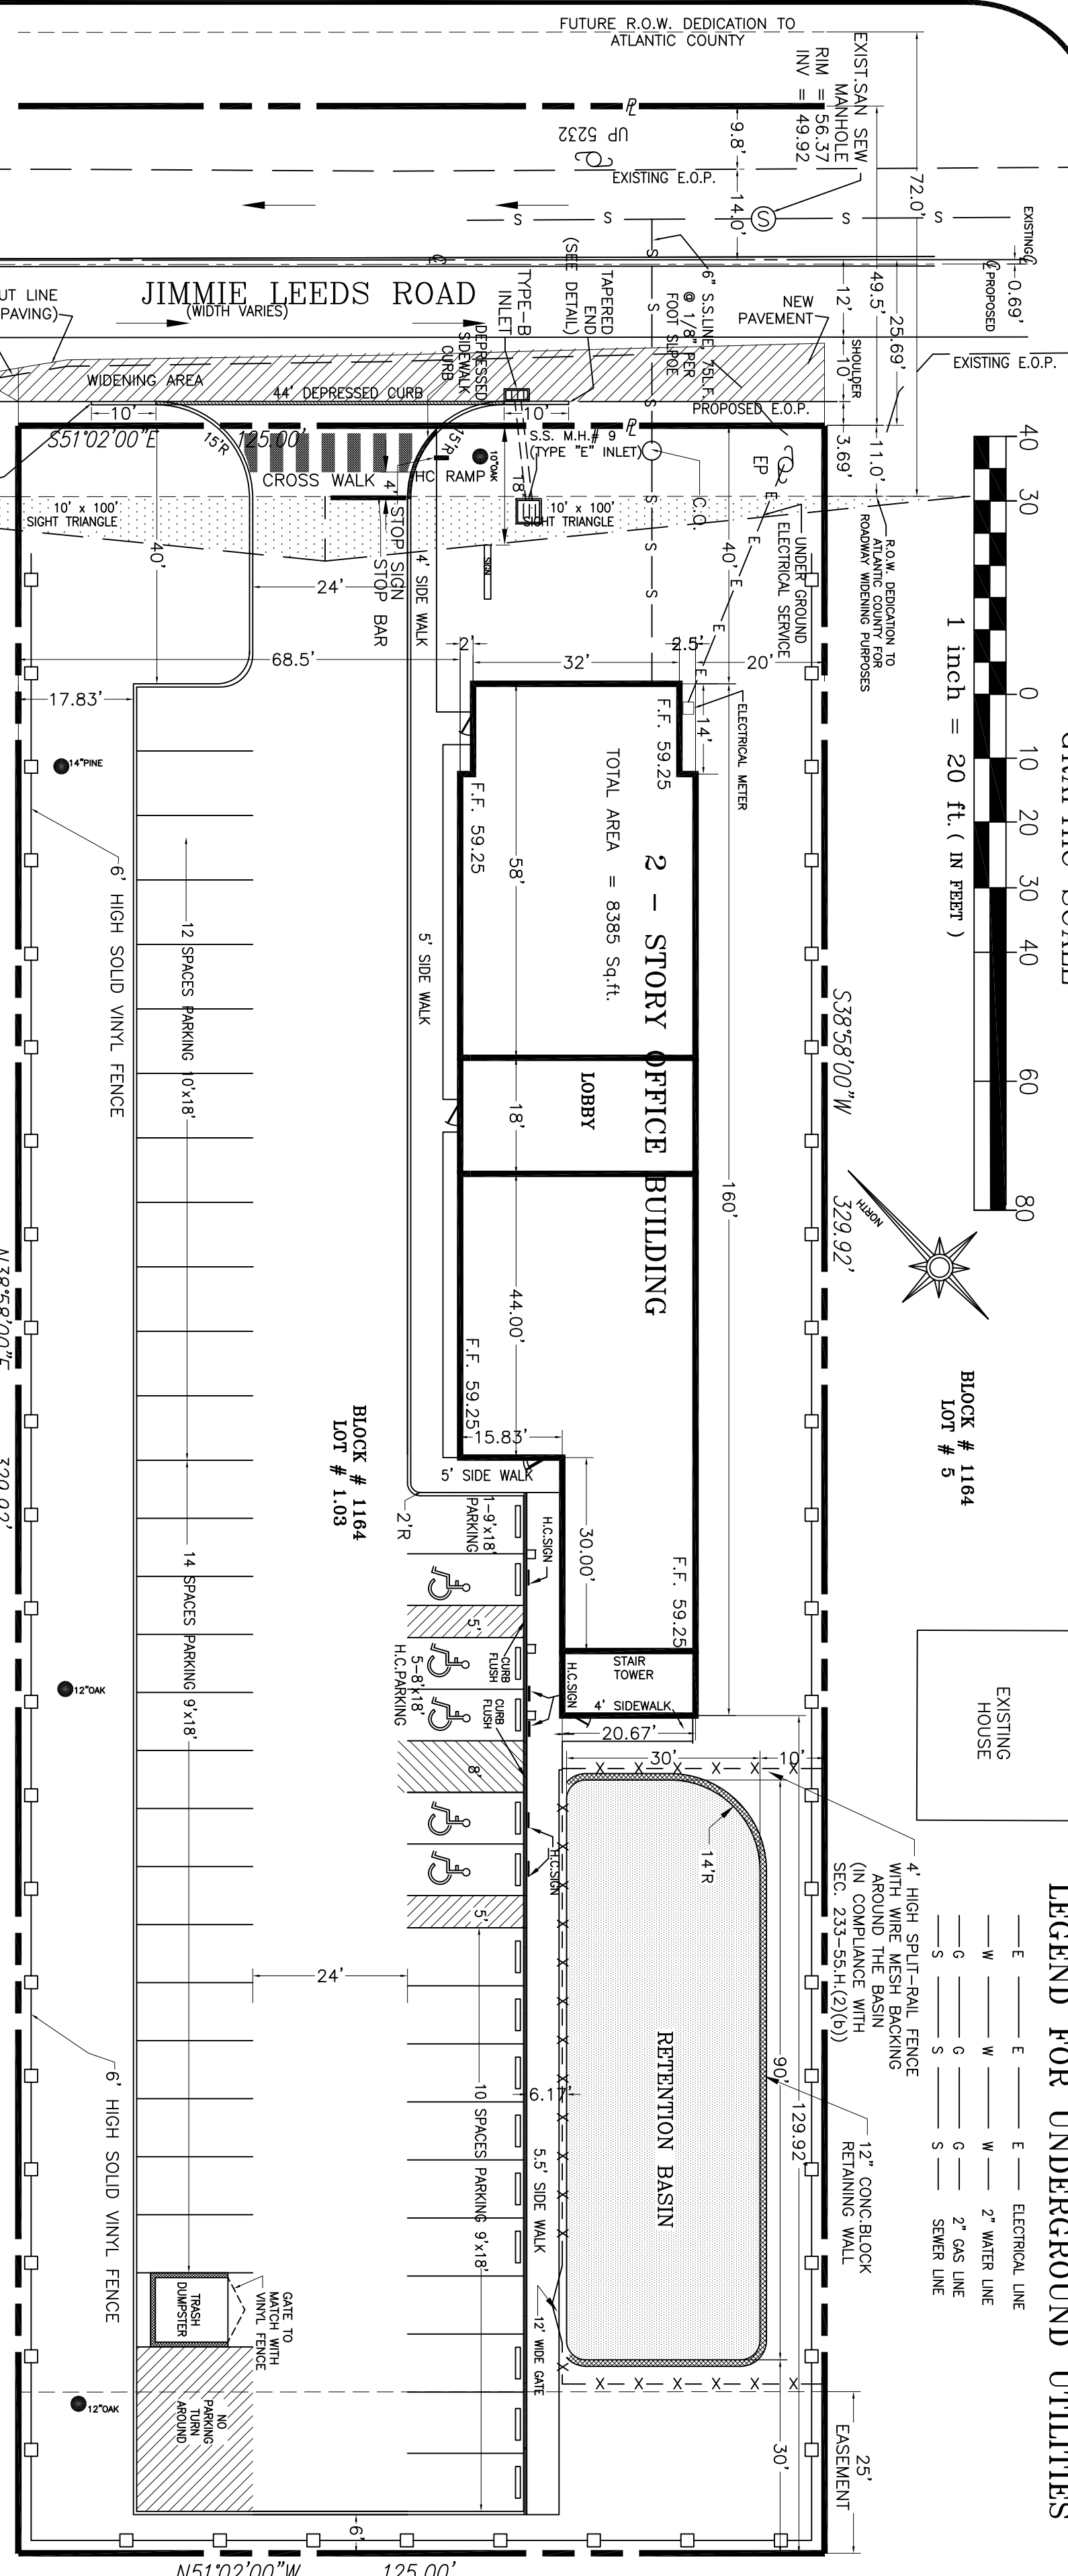 FUTURE R.O.W. DEDICATION TO
ATLANTIC COUNTY
EXIST.SAN SEW
MANHOLE
RIM = 56.37
INV = 49.92
72.0'
49.5'
25.69'
9.8'
14.0'
12'
10'
SHOULDER
0.69'
EXISTING
PROPOSED
UP 5232
EXISTING E.O.P.
S
S
S
S
S
S
S
JIMMIE LEEDS ROAD
(WIDTH VARIES)
UT LINE
PAVING)
NEW
PAVEMENT
6" S.S.LINE, 75L.F.
@ 1/8" PER
FOOT SLPOE
TAPERED
END
(SEE DETAIL)
TYPE-B
INLET
DEPRESSED
SIDEWALK
CURB
WIDENING AREA
44' DEPRESSED CURB
PROPOSED E.O.P.
EXISTING E.O.P.
10'
10'
3.69'
11.0'
S51°02'00"E
125.00'
15'R
15'R
S.S. M.H.# 9
(TYPE "E" INLET)
10"OAK
18'
HC RAMP
CROSS WALK
4'
STOP SIGN
STOP BAR
10' x 100'
SIGHT TRIANGLE
10' x 100'
SIGHT TRIANGLE
C.O.
EP
E
E
E
E
E
UNDER GROUND
ELECTRICAL SERVICE
R.O.W. DEDICATION TO
ATLANTIC COUNTY FOR
ROADWAY WIDENING PURPOSES
GRAPHIC SCALE
40
30
0
10
20
30
40
60
80
1 inch = 20 ft.
( IN FEET )
40'
40'
24'
4' SIDE WALK
SIGN
68.5'
2'
32'
2.5'
20'
17.83'
14'
ELECTRICAL METER
F.F. 59.25
F.F. 59.25
14"PINE
TOTAL AREA = 8385 Sq.ft.
2 - STORY OFFICE BUILDING
58'
5' SIDE WALK
6' HIGH SOLID VINYL FENCE
12 SPACES PARKING 10'x18'
LOBBY
18'
160'
S38°58'00"W
329.92'
NORTH
44.00'
F.F. 59.25
15.83'
5' SIDE WALK
2'R
N38°58'00"E
329.92'
BLOCK # 1164
LOT # 5
BLOCK # 1164
LOT # 1.03
1-9'x18'
PARKING
H.C.SIGN
30.00'
F.F. 59.25
STAIR
TOWER
H.C.SIGN
4' SIDEWALK
20.67'
5'
CURB
FLUSH
CURB
FLUSH
5-8'x18'
H.C.PARKING
8'
5'
H.C.SIGN
14 SPACES PARKING 9'x18'
12"OAK
EXISTING
HOUSE
30'
10'
14'R
4' HIGH SPLIT-RAIL FENCE
WITH WIRE MESH BACKING
AROUND THE BASIN
(IN COMPLIANCE WITH
SEC. 233-55.H.(2)(b))
LEGEND FOR UNDERGROUND UTILITIES
E E E ELECTRICAL LINE
W W W 2" WATER LINE
G G G 2" GAS LINE
S S S SEWER LINE
24'
RETENTION BASIN
90'
129.92'
12" CONC.BLOCK
RETAINING WALL
6.17'
5.5' SIDE WALK
10 SPACES PARKING 9'x18'
6' HIGH SOLID VINYL FENCE
12' WIDE GATE
GATE TO
MATCH WITH
VINYL FENCE
TRASH
DUMPSTER
NO
PARKING
TURN
AROUND
12"OAK
30'
25'
EASEMENT
6'
N51°02'00"W
125.00'